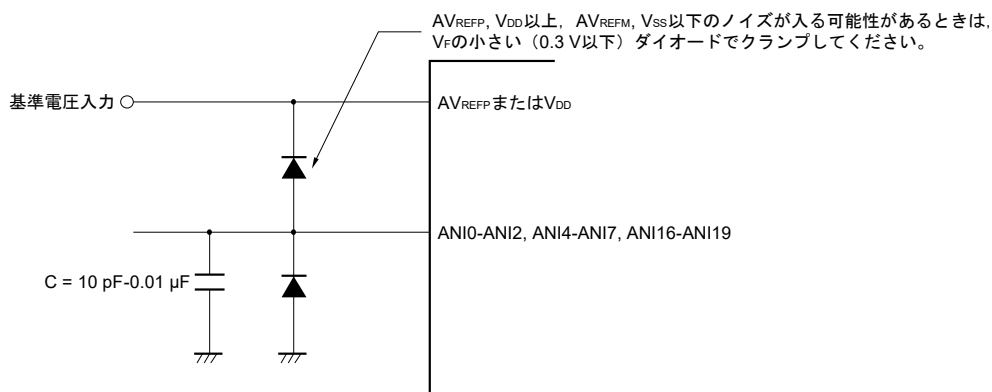 AVREFP, VDD以上，AVREFM, VSS以下のノイズが入る可能性があるときは,
VFの小さい（0.3 V以下）ダイオードでクランプしてください。
基準電圧入力
AVREFPまたはVDD
ANI0-ANI2, ANI4-ANI7, ANI16-ANI19
C = 10 pF-0.01 μF